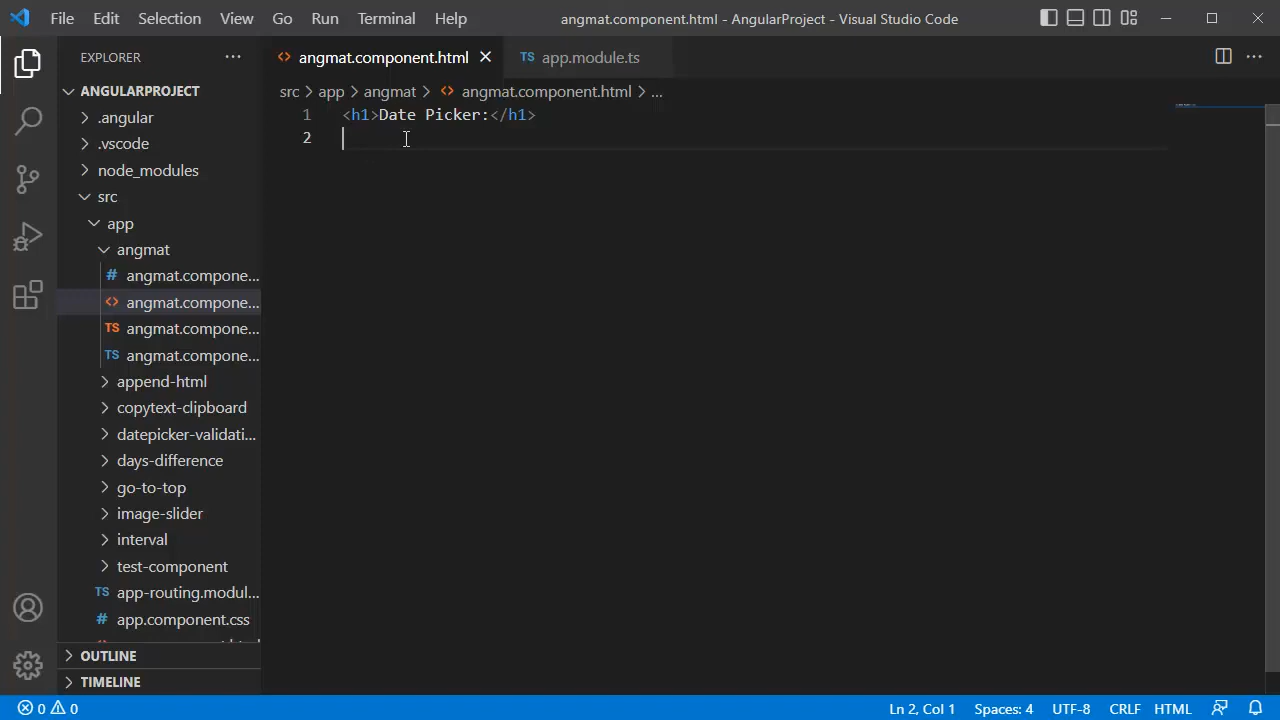 File Edit Selection View Go Run Terminal Help
angmat.component.html - AngularProject - Visual Studio Code
EXPLORER
ANGULARPROJECT
.angular
.vscode
node_modules
src
app
angmat
# angmat.compone...
<> angmat.compone...
TS angmat.compone...
TS angmat.compone...
append-html
copytext-clipboard
datepicker-validati...
days-difference
go-to-top
image-slider
interval
test-component
TS app-routing.modul...
# app.component.css
OUTLINE
TIMELINE
<> angmat.component.html
TS app.module.ts
src > app > angmat > <> angmat.component.html > ...
1 <h1>Date Picker:</h1>
2
0 0
Ln 2, Col 1 Spaces: 4 UTF-8 CRLF HTML